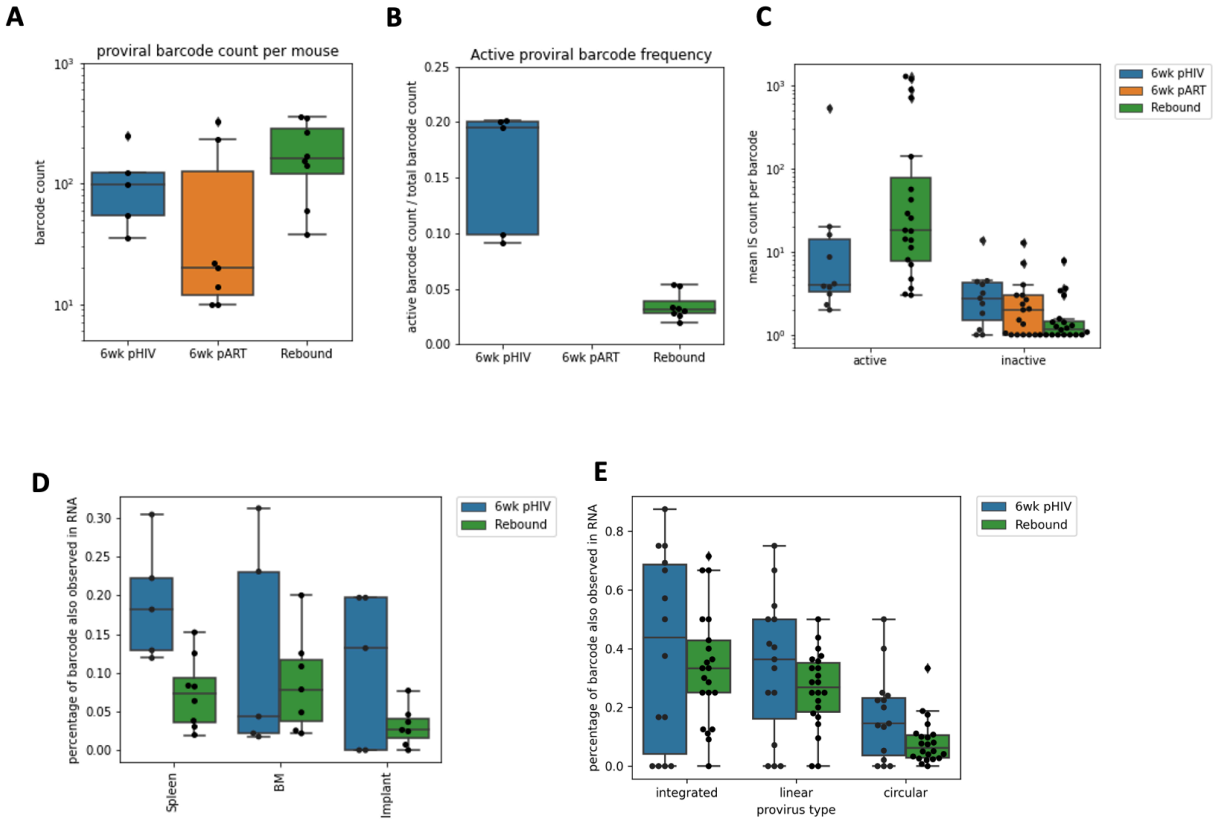 A
proviral barcode count per mouse
barcode count
10³
10²
10¹
6wk pHIV 6wk pART Rebound
B
Active proviral barcode frequency
active barcode count / total barcode count
0.25
0.20
0.15
0.10
0.05
0.00
6wk pHIV 6wk pART Rebound
C
mean IS count per barcode
10³
10²
10¹
10⁰
active inactive
6wk pHIV
6wk pART
Rebound
D
percentage of barcode also observed in RNA
0.30
0.25
0.20
0.15
0.10
0.05
0.00
Spleen BM Implant
6wk pHIV
Rebound
E
percentage of barcode also observed in RNA
0.8
0.6
0.4
0.2
0.0
integrated linear circular
provirus type
6wk pHIV
Rebound